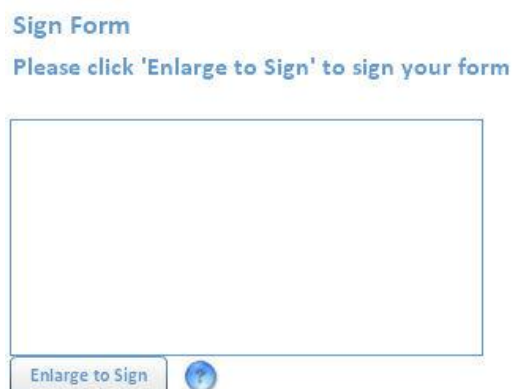 Sign Form
Please click 'Enlarge to Sign' to sign your form
Enlarge to Sign
?